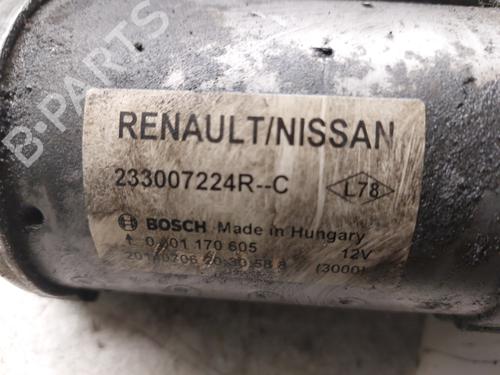 B-PARTS
RENAULT/NISSAN
233007224R--C
L78
BOSCH Made in Hungary
0 001 170 605
12V
(3000)